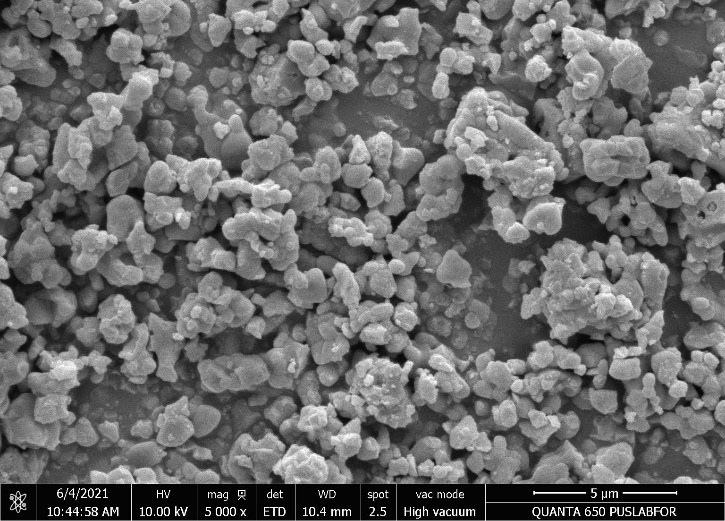 6/4/2021 HV mag det WD spot vac mode 5 µm
10:44:58 AM 10.00 kV 5 000 x ETD 10.4 mm 2.5 High vacuum QUANTA 650 PUSLABFOR